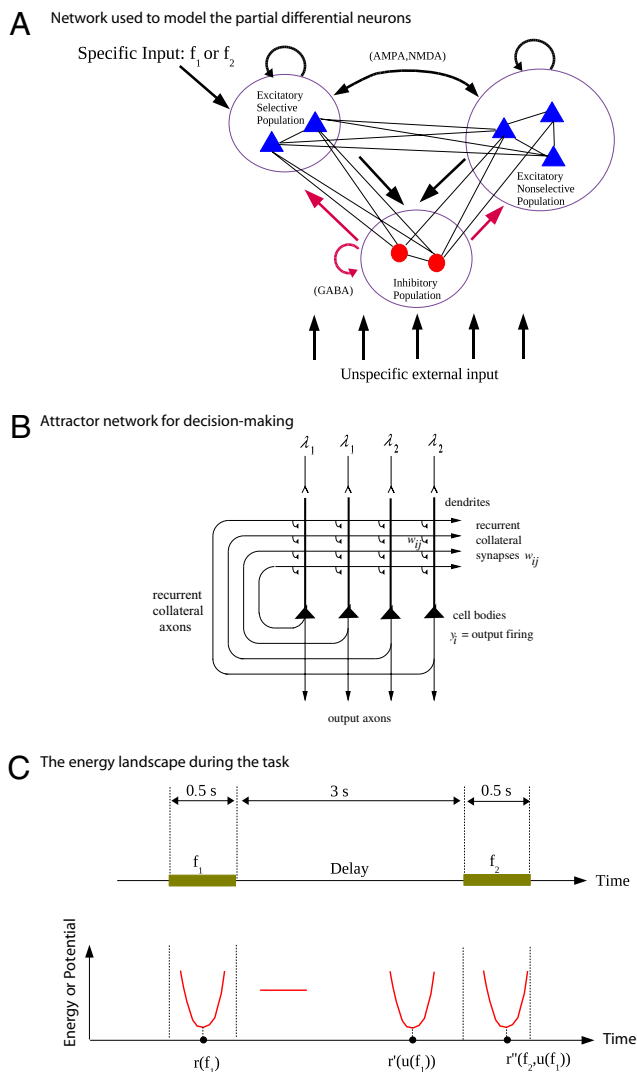 A Network used to model the partial differential neurons
Specific Input: f1 or f2
(AMPA,NMDA)
Excitatory
Selective
Population
Excitatory
Nonselective
Population
(GABA)
Inhibitory
Population
Unspecific external input
B Attractor network for decision-making
λ1 λ1 λ2 λ2
dendrites
wij
recurrent
collateral
synapses wij
recurrent
collateral
axons
cell bodies
yi = output firing
output axons
C The energy landscape during the task
0.5 s 3 s 0.5 s
f1 Delay f2
Time
Energy or Potential
Time
r(f1) r'(u(f1)) r''(f2,u(f1))